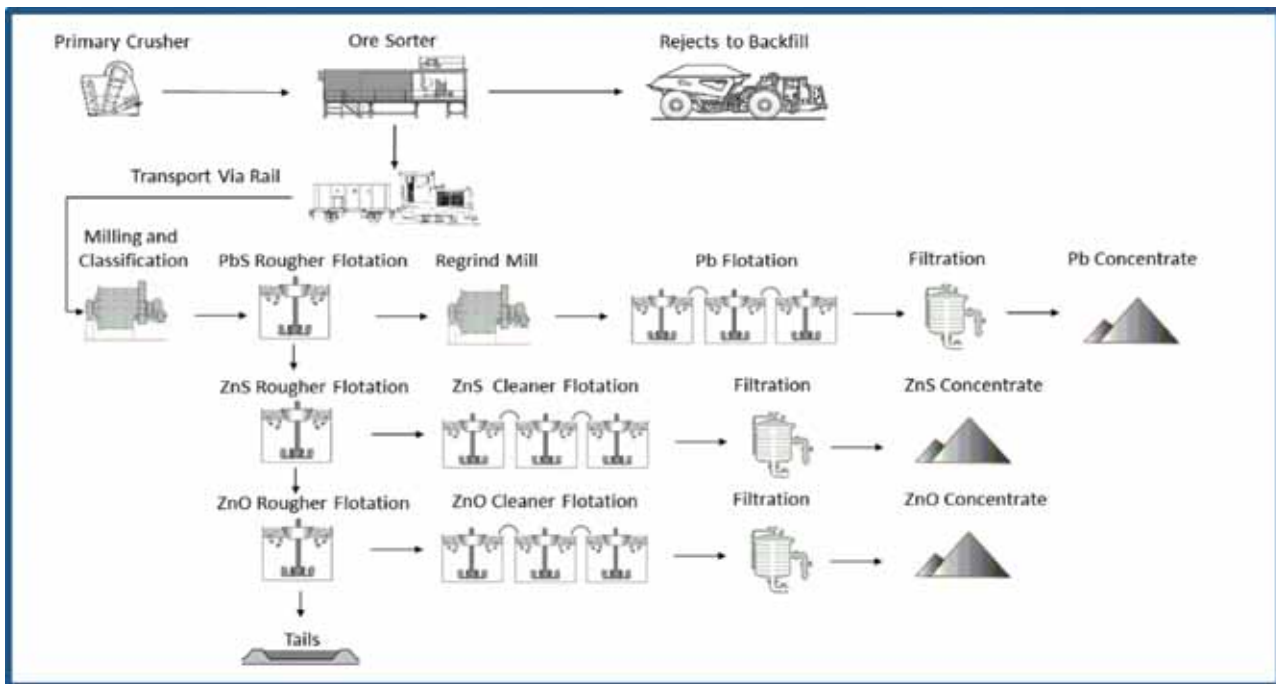 Primary Crusher
Ore Sorter
Rejects to Backfill
Transport Via Rail
Milling and
Classification
PbS Rougher Flotation
Regrind Mill
Pb Flotation
Filtration
Pb Concentrate
ZnS Rougher Flotation
ZnS Cleaner Flotation
Filtration
ZnS Concentrate
ZnO Rougher Flotation
ZnO Cleaner Flotation
Filtration
ZnO Concentrate
Tails